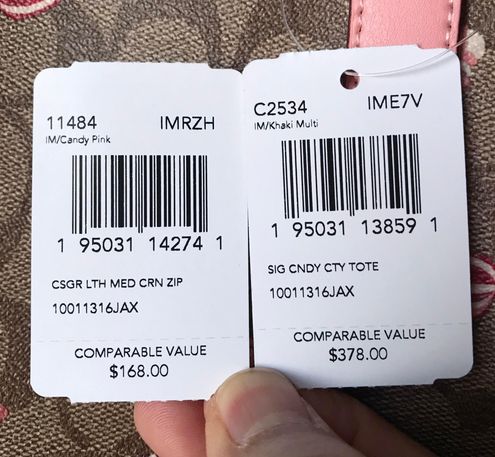 11484 IMRZH
IM/Candy Pink
1 95031 14274 1
CSGR LTH MED CRN ZIP
10011316JAX
COMPARABLE VALUE
$168.00
C2534 IME7V
IM/Khaki Multi
1 95031 13859 1
SIG CNDY CTY TOTE
10011316JAX
COMPARABLE VALUE
$378.00